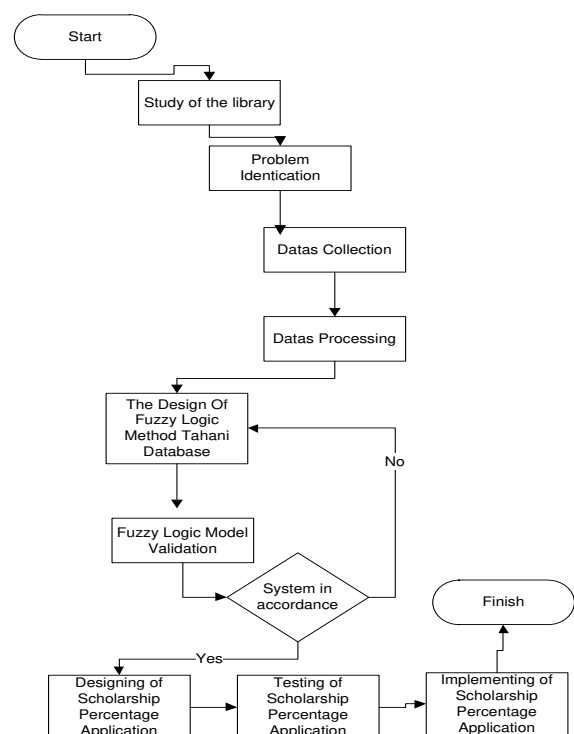 Start
Study of the library
Problem
Identication
Datas Collection
Datas Processing
The Design Of
Fuzzy Logic
Method Tahani
Database
No
Fuzzy Logic Model
Validation
System in
accordance
Finish
Yes
Designing of
Scholarship
Percentage
Application
Testing of
Scholarship
Percentage
Application
Implementing of
Scholarship
Percentage
Application